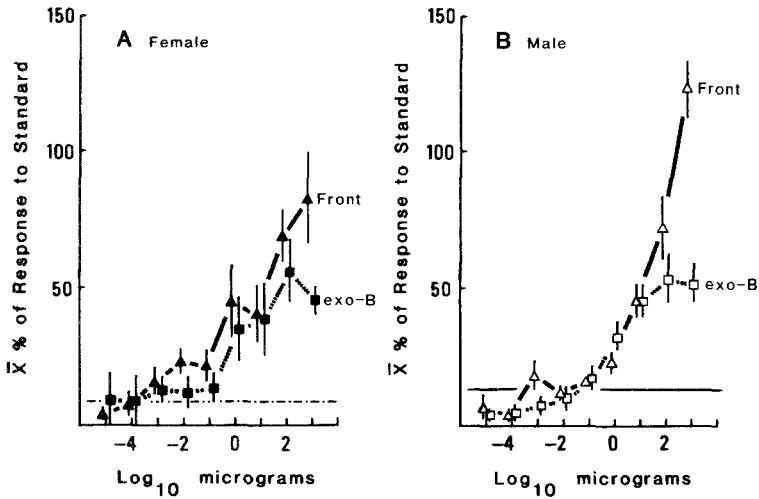 A Female
X̅ % of Response to Standard
150
100
50
Front
exo-B
-4
-2
0
2
Log10 micrograms
B Male
X̅ % of Response to Standard
150
100
50
Front
exo-B
-4
-2
0
2
Log10 micrograms